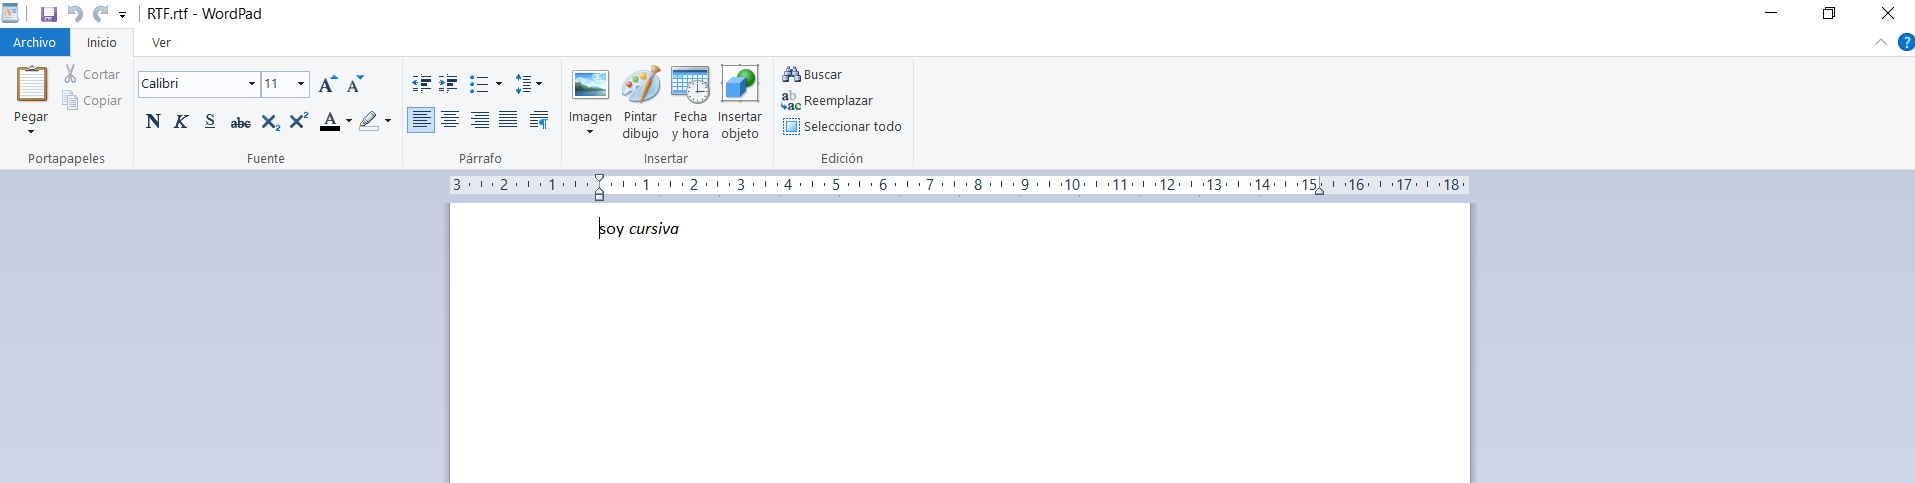 RTF.rtf - WordPad
Archivo Inicio Ver
Pegar
Cortar
Copiar
Portapapeles
Calibri 11
N K S abc X₂ X² A
Fuente
Párrafo
Imagen
Pintar dibujo
Fecha y hora
Insertar objeto
Insertar
Buscar
Reemplazar
Seleccionar todo
Edición
3 2 1 1 2 3 4 5 6 7 8 9 10 11 12 13 14 15 16 17 18
soy cursiva